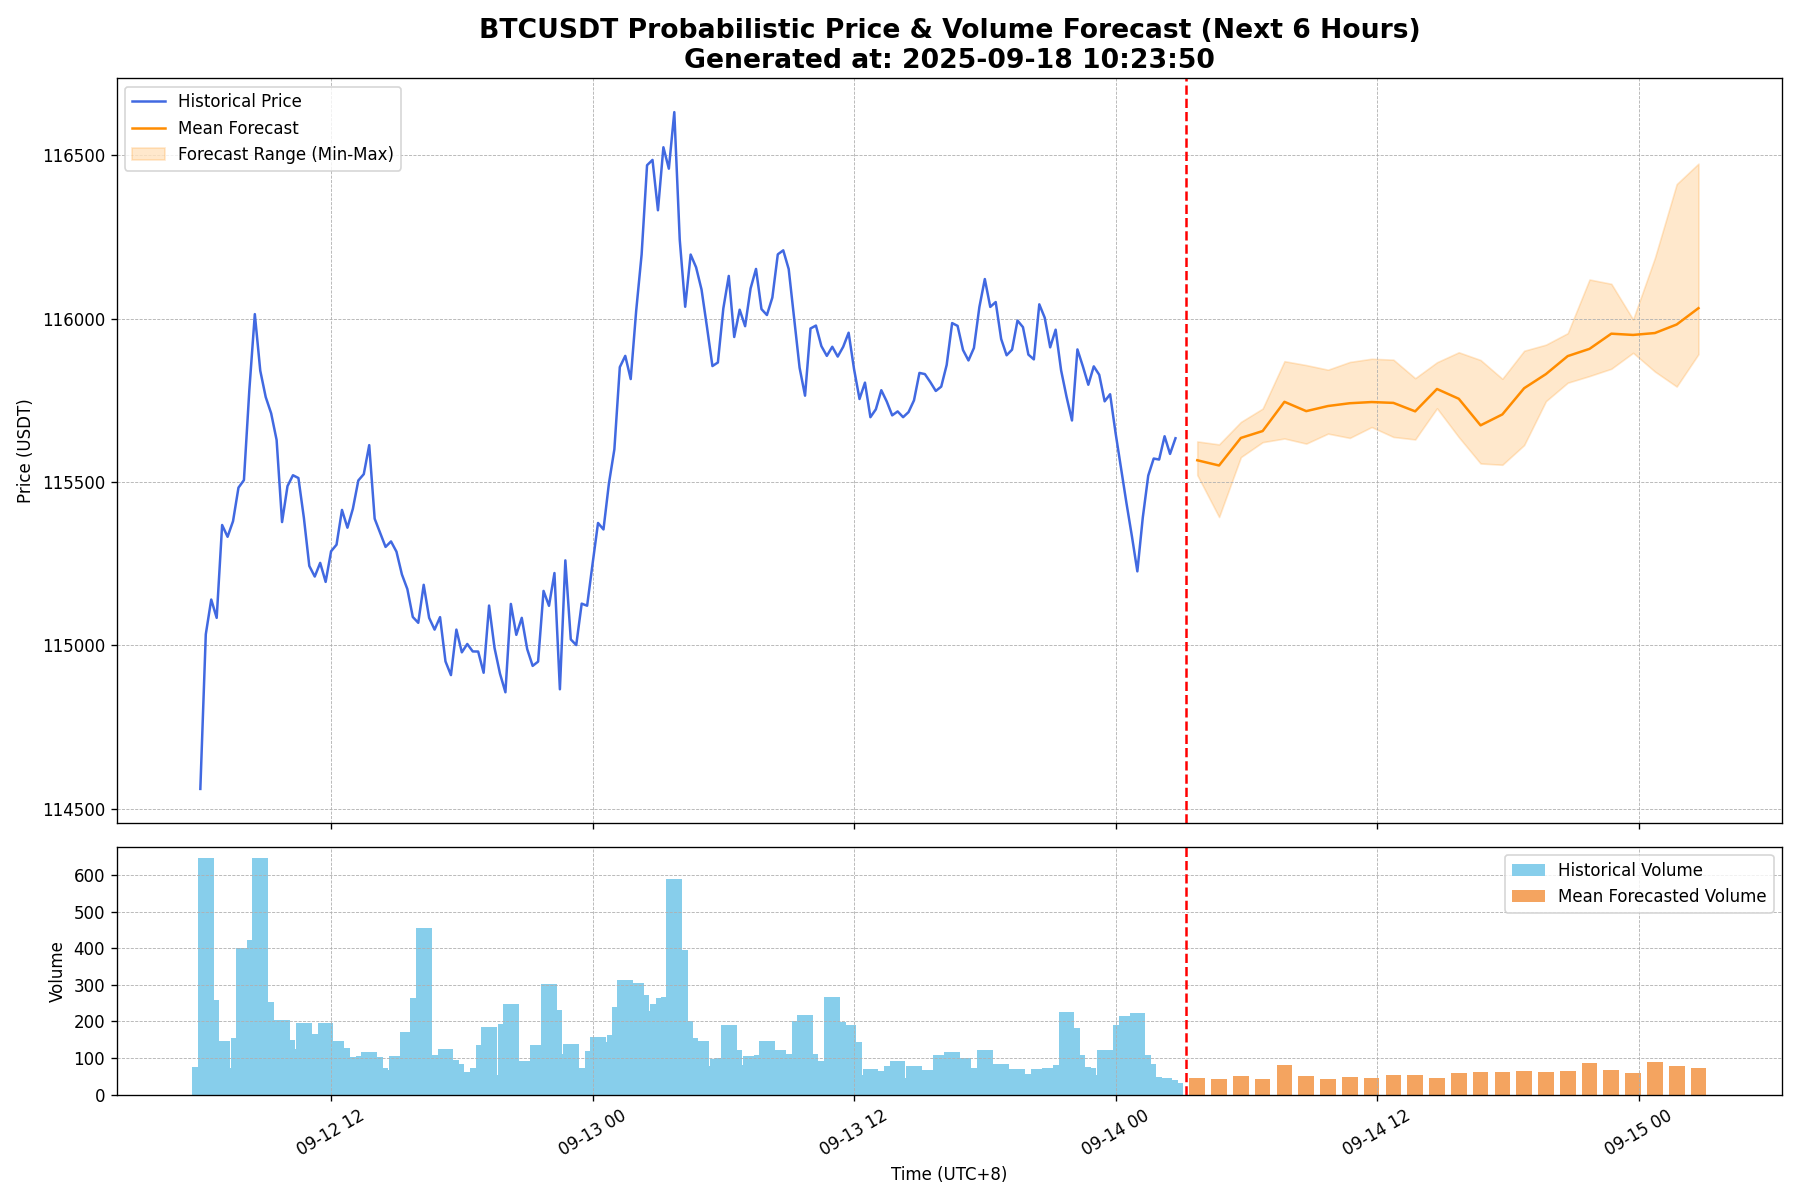 BTCUSDT Probabilistic Price & Volume Forecast (Next 6 Hours)
Generated at: 2025-09-18 10:23:50
Historical Price
Mean Forecast
Forecast Range (Min-Max)
Price (USDT)
116500
116000
115500
115000
114500
Historical Volume
Mean Forecasted Volume
Volume
600
500
400
300
200
100
0
09-12 12
09-13 00
09-13 12
09-14 00
09-14 12
09-15 00
Time (UTC+8)